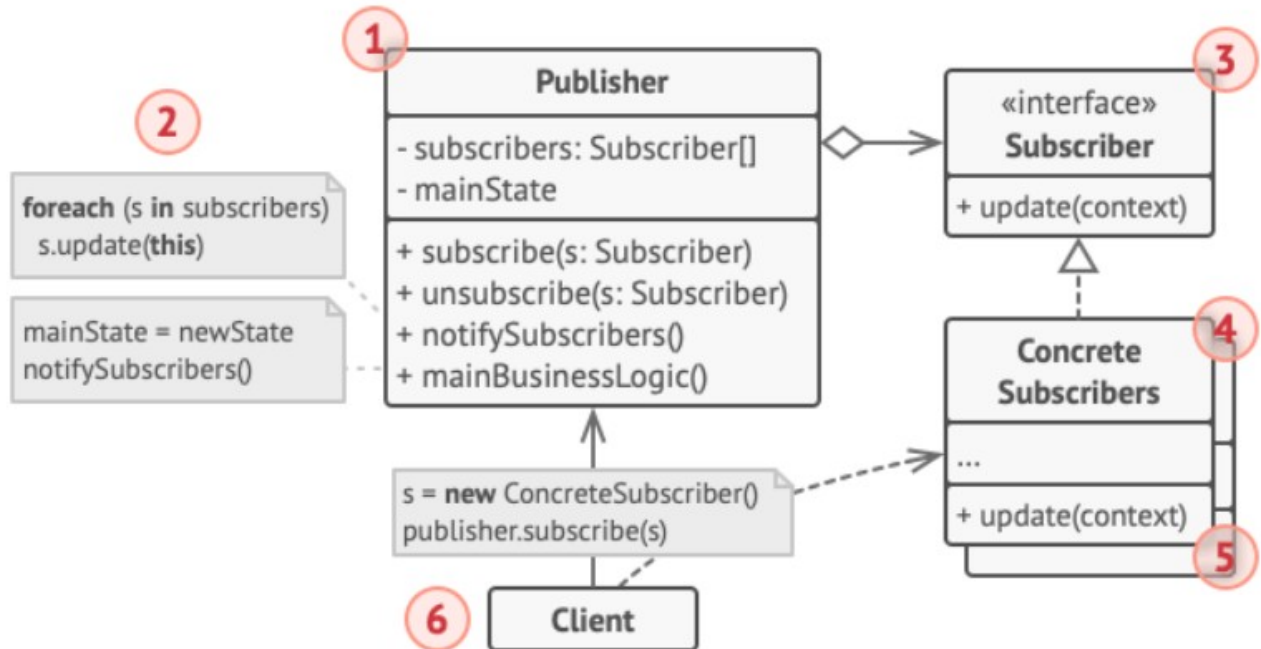 1
Publisher
- subscribers: Subscriber[]
- mainState
+ subscribe(s: Subscriber)
+ unsubscribe(s: Subscriber)
+ notifySubscribers()
+ mainBusinessLogic()
2
foreach (s in subscribers)
s.update(this)
mainState = newState
notifySubscribers()
3
«interface»
Subscriber
+ update(context)
4
Concrete
Subscribers
...
+ update(context)
5
s = new ConcreteSubscriber()
publisher.subscribe(s)
6
Client